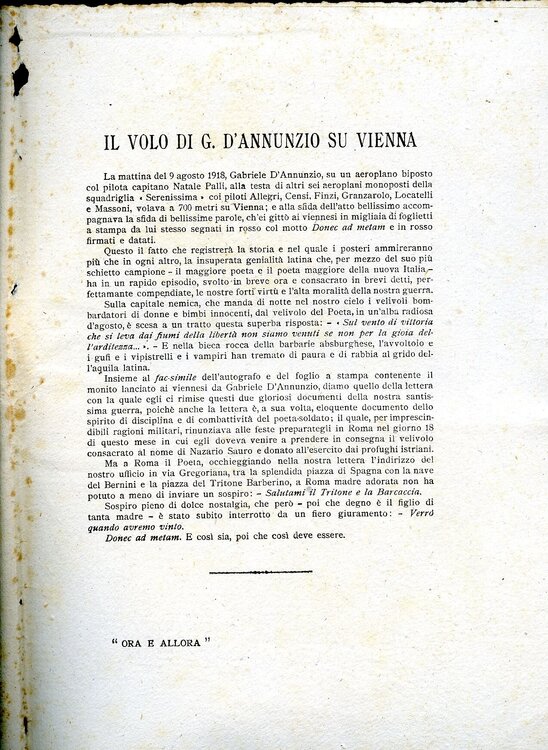 IL VOLO DI G. D'ANNUNZIO SU VIENNA
La mattina del 9 agosto 1918, Gabriele D'Annunzio, su un aeroplano biposto
col pilota capitano Natale Palli, alla testa di altri sei aeroplani monoposti della
squadriglia « Serenissima » coi piloti Allegri, Censi, Finzi, Granzarolo, Locatelli
e Massoni, volava a 700 metri su Vienna; e alla sfida dell'atto bellissimo accom-
pagnava la sfida di bellissime parole, ch'ei gittò ai viennesi in migliaia di foglietti
a stampa da lui stesso segnati in rosso col motto Donec ad metam e in rosso
firmati e datati.
Questo il fatto che registrerà la storia e nel quale i posteri ammireranno
più che in ogni altro, la insuperata genialità latina che, per mezzo del suo più
schietto campione - il maggiore poeta e il poeta maggiore della nuova Italia,-
ha in un rapido episodio, svolto in breve ora e consacrato in brevi detti, per-
fettamante compendiate, le nostre forti virtù e l'alta moralità della nostra guerra.
Sulla capitale nemica, che manda di notte nel nostro cielo i velivoli bom-
bardatori di donne e bimbi innocenti, dal velivolo del Poeta, in un'alba radiosa
d'agosto, è scesa a un tratto questa superba risposta: - « Sul vento di vittoria
che si leva dai fiumi della libertà non siamo venuti se non per la gioia del-
l'arditezza... ». - E nella bieca rocca della barbarie absburghese, l'avvoltoio e
i gufi e i vipistrelli e i vampiri han tremato di paura e di rabbia al grido del-
l'aquila latina.
Insieme al fac-simile dell'autografo e del foglio a stampa contenente il
monito lanciato ai viennesi da Gabriele D'Annunzio, diamo quello della lettera
con la quale egli ci rimise questi due gloriosi documenti della nostra santis-
sima guerra, poichè anche la lettera è, a sua volta, eloquente documento dello
spirito di disciplina e di combattività del poeta-soldato; il quale, per imprescin-
dibili ragioni militari, rinunziava alle feste preparategli in Roma nel giorno 18
di questo mese in cui egli doveva venire a prendere in consegna il velivolo
consacrato al nome di Nazario Sauro e donato all'esercito dai profughi istriani.
Ma a Roma il Poeta, occhieggiando nella nostra lettera l'indirizzo del
nostro ufficio in via Gregoriana, tra la splendida piazza di Spagna con la nave
del Bernini e la piazza del Tritone Barberino, a Roma madre adorata non ha
potuto a meno di inviare un sospiro: - Salutami il Tritone e la Barcaccia.
Sospiro pieno di dolce nostalgia, che però - poi che degno è il figlio di
tanta madre - è stato subito interrotto da un fiero giuramento: - Verrò
quando avremo vinto.
Donec ad metam. E così sia, poi che così deve essere.
“ ORA E ALLORA ”